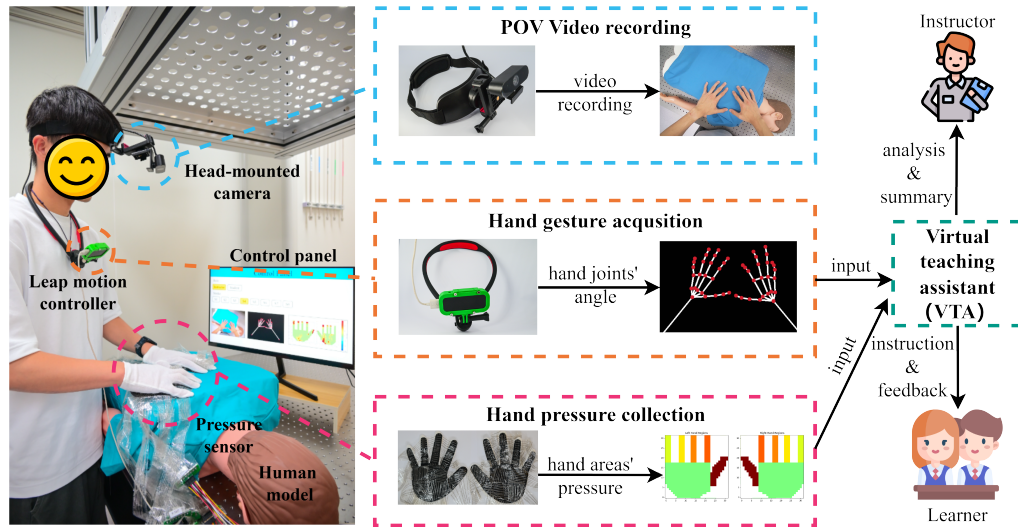 Head-mounted
camera
Leap motion
controller
Control panel
Pressure
sensor
Human
model
POV Video recording
video
recording
Hand gesture acqusition
hand joints'
angle
Hand pressure collection
hand areas'
pressure
input
input
Instructor
analysis
&
summary
Virtual
teaching
assistant
(VTA)
instruction
&
feedback
Learner